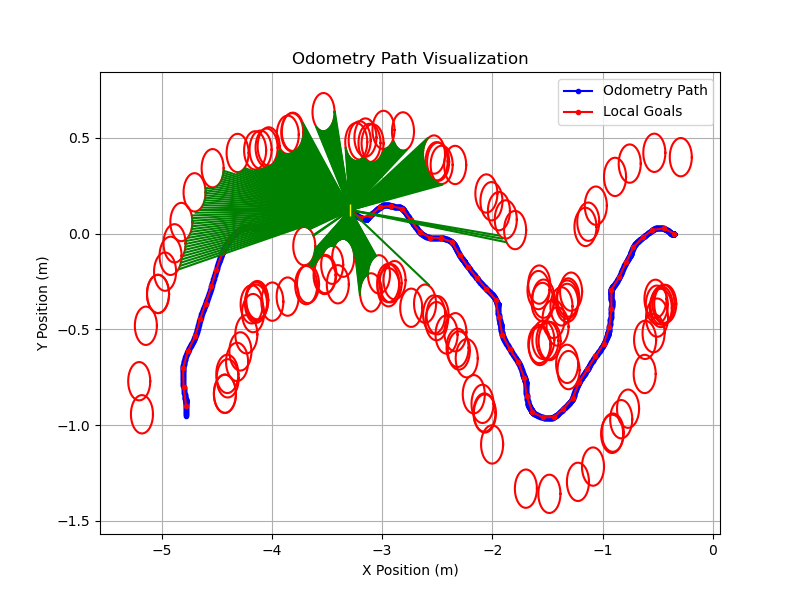 Odometry Path Visualization
Odometry Path
Local Goals
Y Position (m)
0.5
0.0
−0.5
−1.0
−1.5
−5
−4
−3
−2
−1
0
X Position (m)